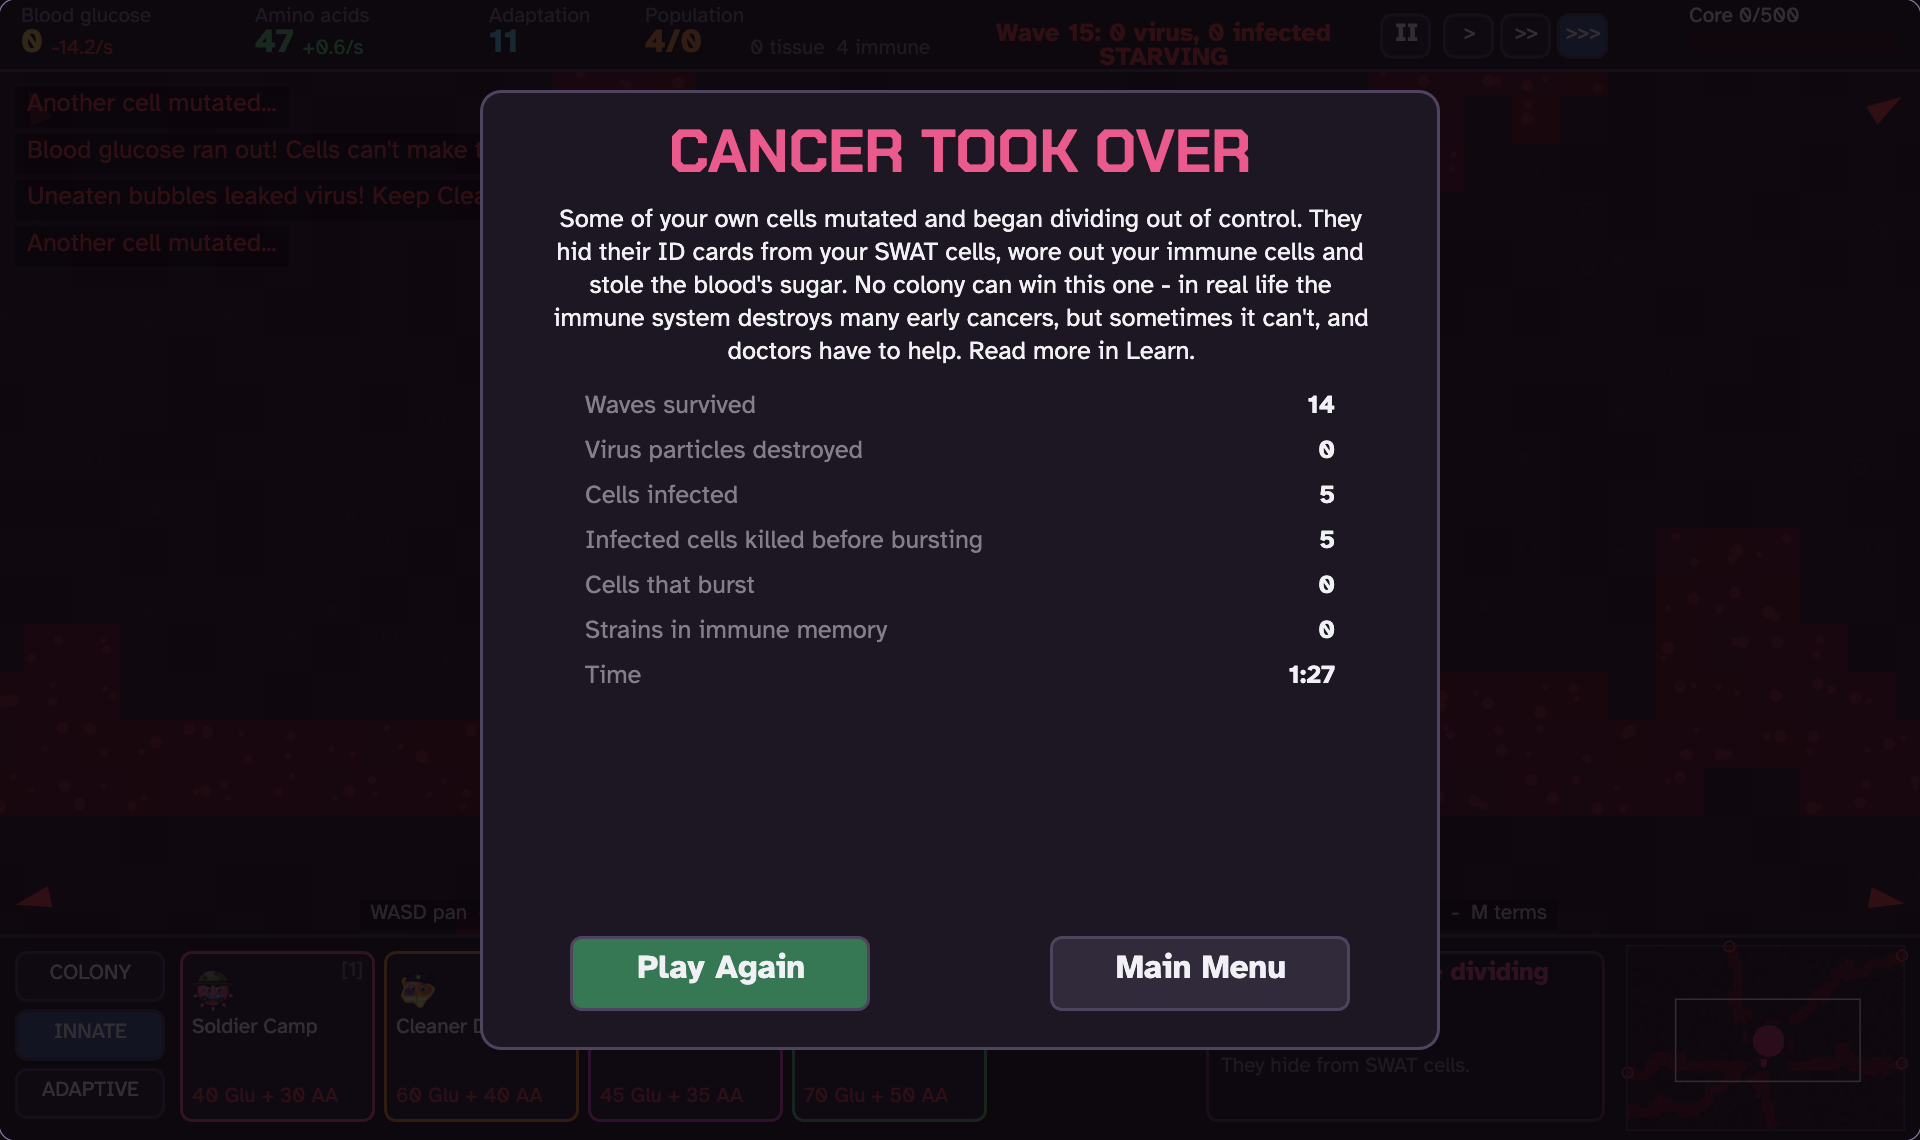 Blood glucose
0 -14.2/s
Amino acids
47 +0.6/s
Adaptation
11
Population
4/0
0 tissue 4 immune
Wave 15: 0 virus, 0 infected
STARVING
II
>
>>
>>>
Core 0/500
Another cell mutated...
Blood glucose ran out! Cells can't make
Uneaten bubbles leaked virus! Keep
Another cell mutated...
CANCER TOOK OVER
Some of your own cells mutated and began dividing out of control. They
hid their ID cards from your SWAT cells, wore out your immune cells and
stole the blood's sugar. No colony can win this one - in real life the
immune system destroys many early cancers, but sometimes it can't, and
doctors have to help. Read more in Learn.
Waves survived 14
Virus particles destroyed 0
Cells infected 5
Infected cells killed before bursting 5
Cells that burst 0
Strains in immune memory 0
Time 1:27
Play Again
Main Menu
WASD pan
- M terms
COLONY
INNATE
ADAPTIVE
[1]
Soldier Camp
40 Glu + 30 AA
Cleaner
60 Glu + 40 AA
45 Glu + 35 AA
70 Glu + 50 AA
dividing
They hide from SWAT cells.